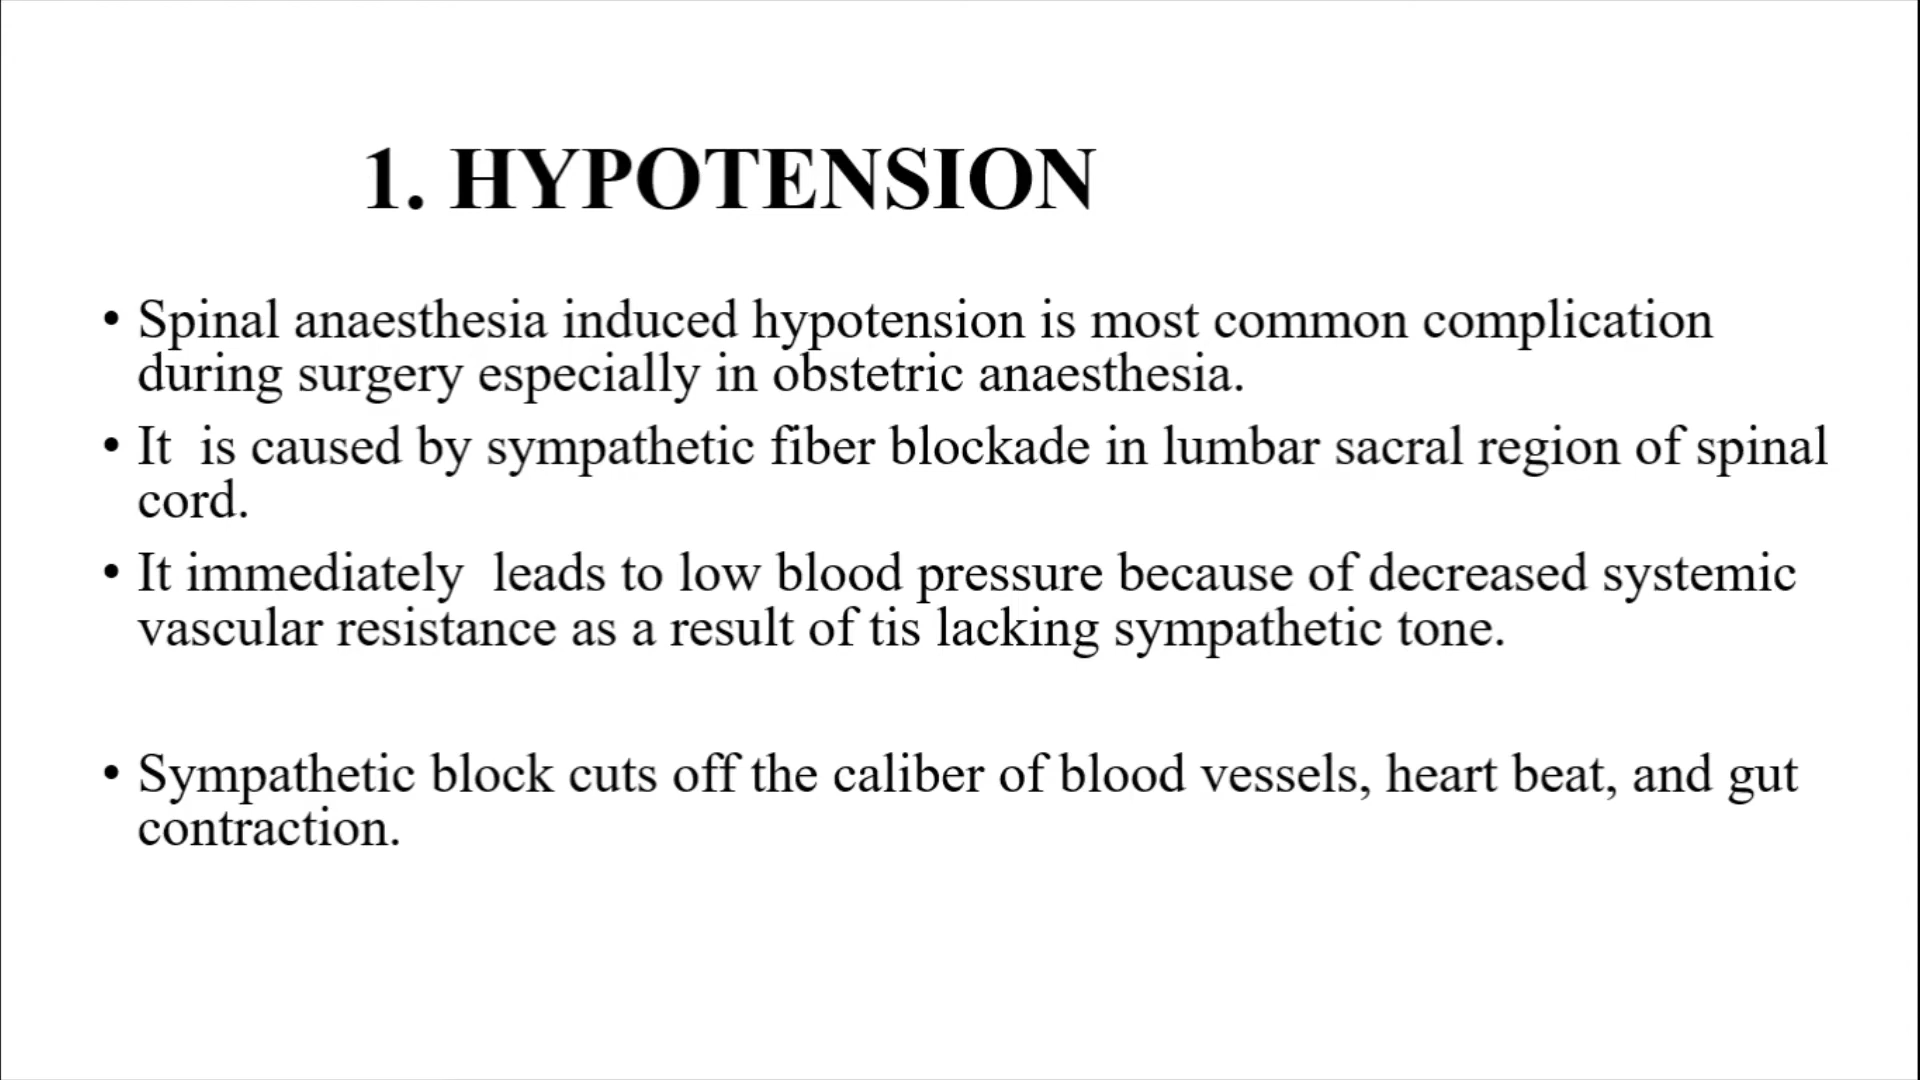 1. HYPOTENSION
• Spinal anaesthesia induced hypotension is most common complication
during surgery especially in obstetric anaesthesia.
• It  is caused by sympathetic fiber blockade in lumbar sacral region of spinal
cord.
• It immediately  leads to low blood pressure because of decreased systemic
vascular resistance as a result of tis lacking sympathetic tone.
• Sympathetic block cuts off the caliber of blood vessels, heart beat, and gut
contraction.